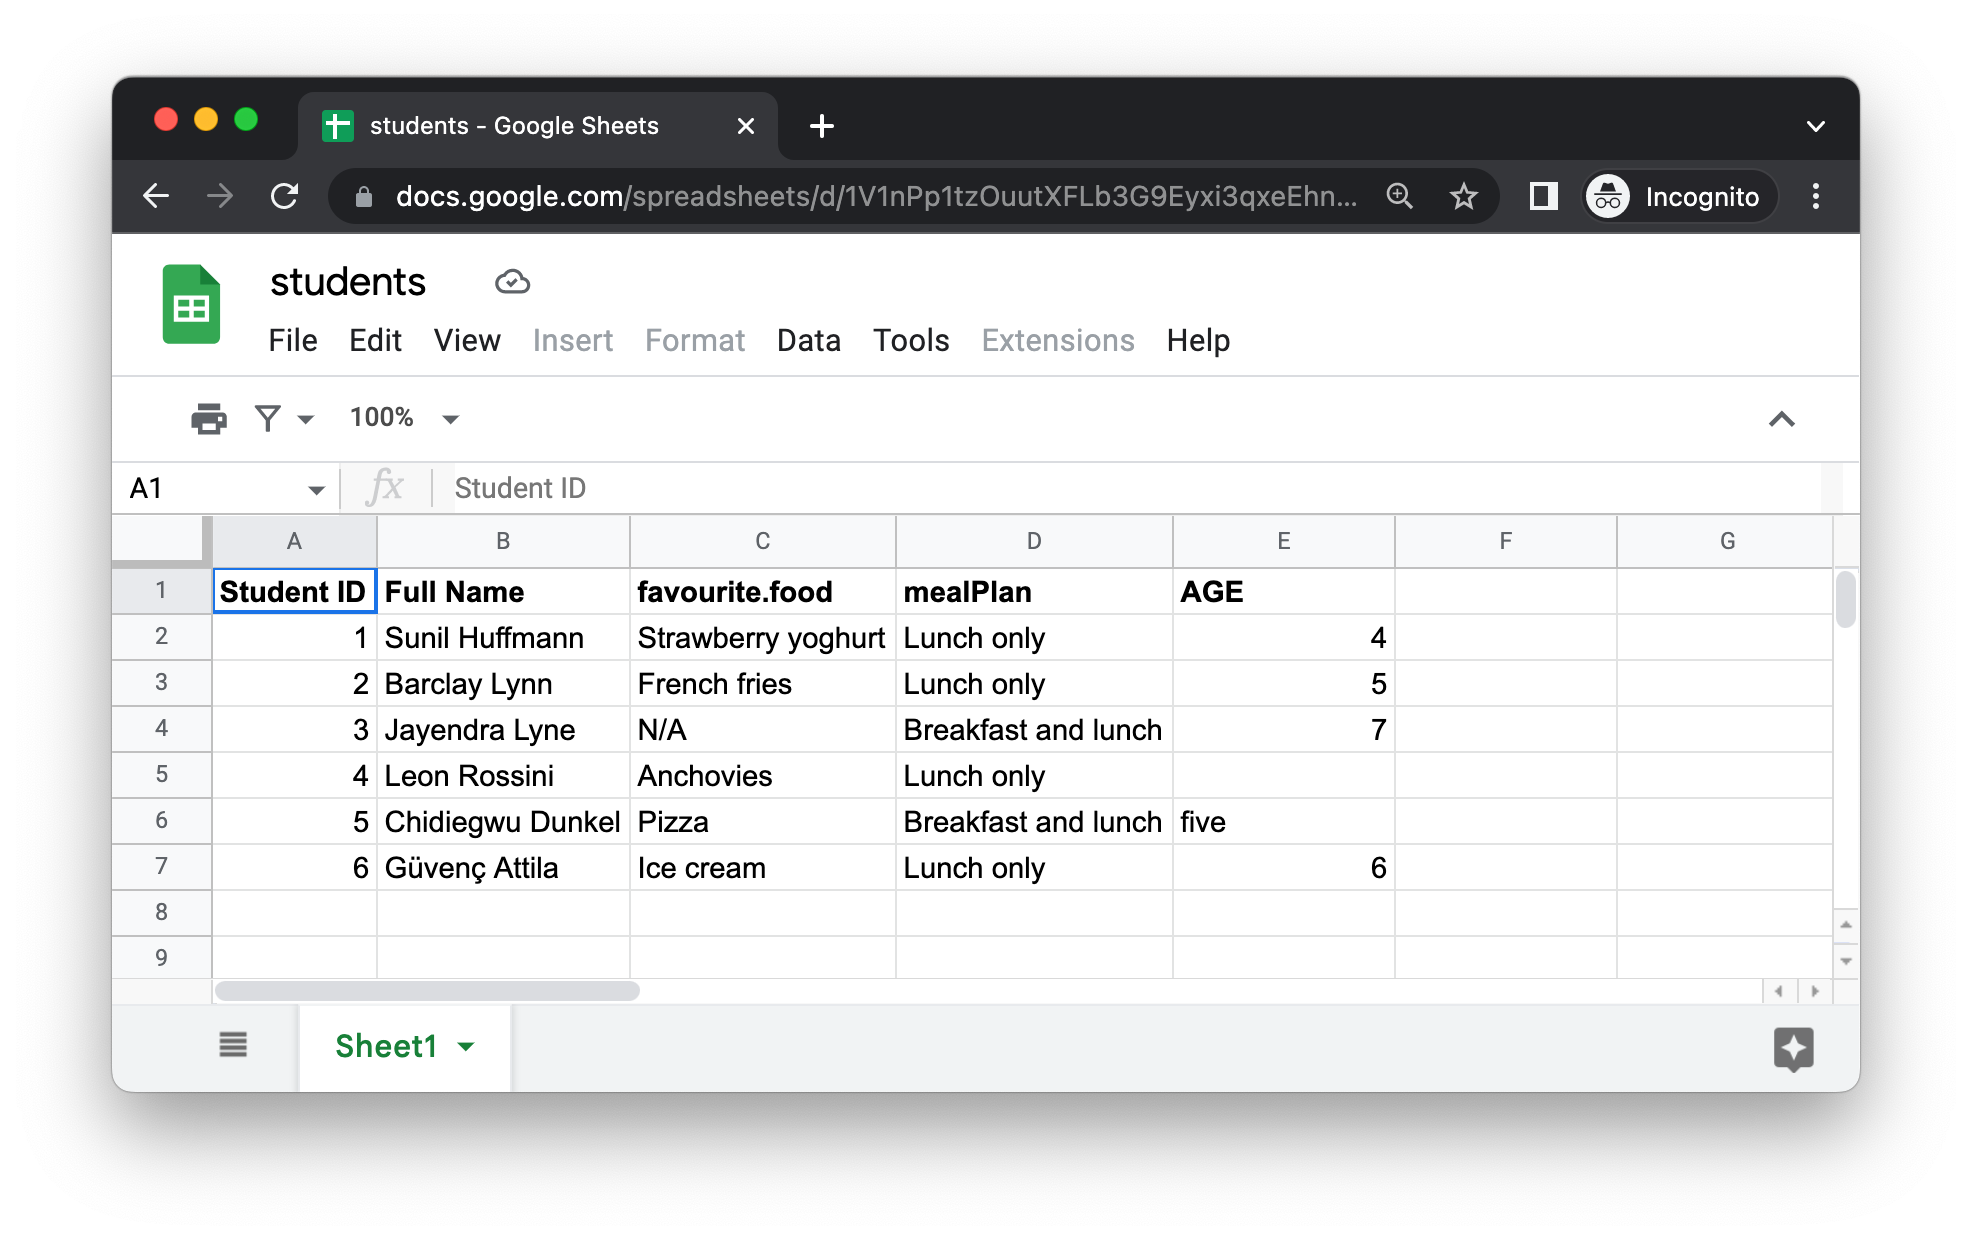 students - Google Sheets
docs.google.com/spreadsheets/d/1V1nPp1tzOuutXFLb3G9Eyxi3qxeEhn... Incognito
students
File Edit View Insert Format Data Tools Extensions Help
100%
A1 fx Student ID
A B C D E F G
1 Student ID Full Name favourite.food mealPlan AGE
2 1 Sunil Huffmann Strawberry yoghurt Lunch only 4
3 2 Barclay Lynn French fries Lunch only 5
4 3 Jayendra Lyne N/A Breakfast and lunch 7
5 4 Leon Rossini Anchovies Lunch only
6 5 Chidiegwu Dunkel Pizza Breakfast and lunch five
7 6 Güvenç Attila Ice cream Lunch only 6
8
9
Sheet1